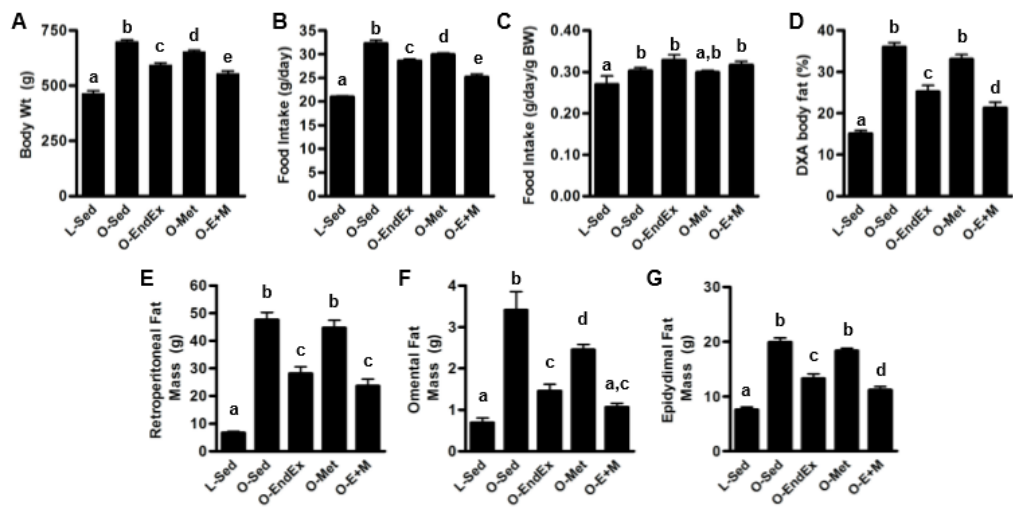 A
Body Wt (g)
750
500
250
0
a
b
c
d
e
L-Sed
O-Sed
O-EndEx
O-Met
O-E+M
B
Food Intake (g/day)
35
30
25
20
15
10
5
0
a
b
c
d
e
L-Sed
O-Sed
O-EndEx
O-Met
O-E+M
C
Food Intake (g/day/g BW)
0.40
0.30
0.20
0.10
0.00
a
b
b
a,b
b
L-Sed
O-Sed
O-EndEx
O-Met
O-E+M
D
DXA body fat (%)
40
30
20
10
0
a
b
c
b
d
L-Sed
O-Sed
O-EndEx
O-Met
O-E+M
E
Retroperitoneal Fat
Mass (g)
60
50
40
30
20
10
0
a
b
c
b
c
L-Sed
O-Sed
O-EndEx
O-Met
O-E+M
F
Omental Fat
Mass (g)
4
3
2
1
0
a
b
c
d
a,c
L-Sed
O-Sed
O-EndEx
O-Met
O-E+M
G
Epidydimal Fat
Mass (g)
30
20
10
0
a
b
c
b
d
L-Sed
O-Sed
O-EndEx
O-Met
O-E+M